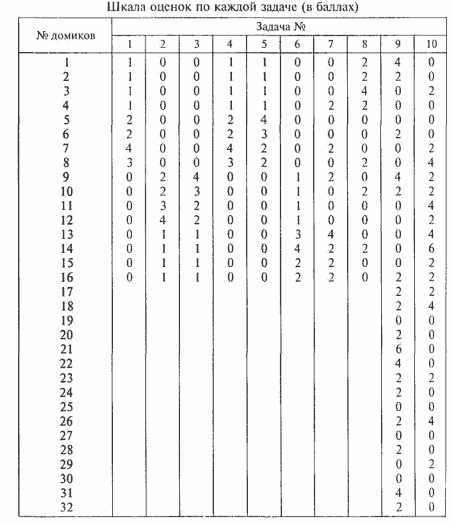 Шкала оценок по каждой задаче (в баллах)
№ домиков Задача №
1 2 3 4 5 6 7 8 9 10
1 1 0 0 1 1 0 0 2 4 0
2 1 0 0 1 1 0 0 2 2 0
3 1 0 0 1 1 0 0 4 0 2
4 1 0 0 1 1 0 2 2 0 0
5 2 0 0 2 4 0 0 0 0 0
6 2 0 0 2 3 0 0 0 2 0
7 4 0 0 4 2 0 2 0 0 2
8 3 0 0 3 2 0 0 2 0 4
9 0 2 4 0 0 1 2 0 4 2
10 0 2 3 0 0 1 0 2 2 2
11 0 3 2 0 0 1 0 0 0 4
12 0 4 2 0 0 1 0 0 0 2
13 0 1 1 0 0 3 4 0 0 4
14 0 1 1 0 0 4 2 2 0 6
15 0 1 1 0 0 2 2 0 0 2
16 0 1 1 0 0 2 2 0 2 2
17 2 2
18 2 4
19 0 0
20 2 0
21 6 0
22 4 0
23 2 2
24 2 0
25 0 0
26 2 4
27 0 0
28 2 0
29 0 2
30 0 0
31 4 0
32 2 0